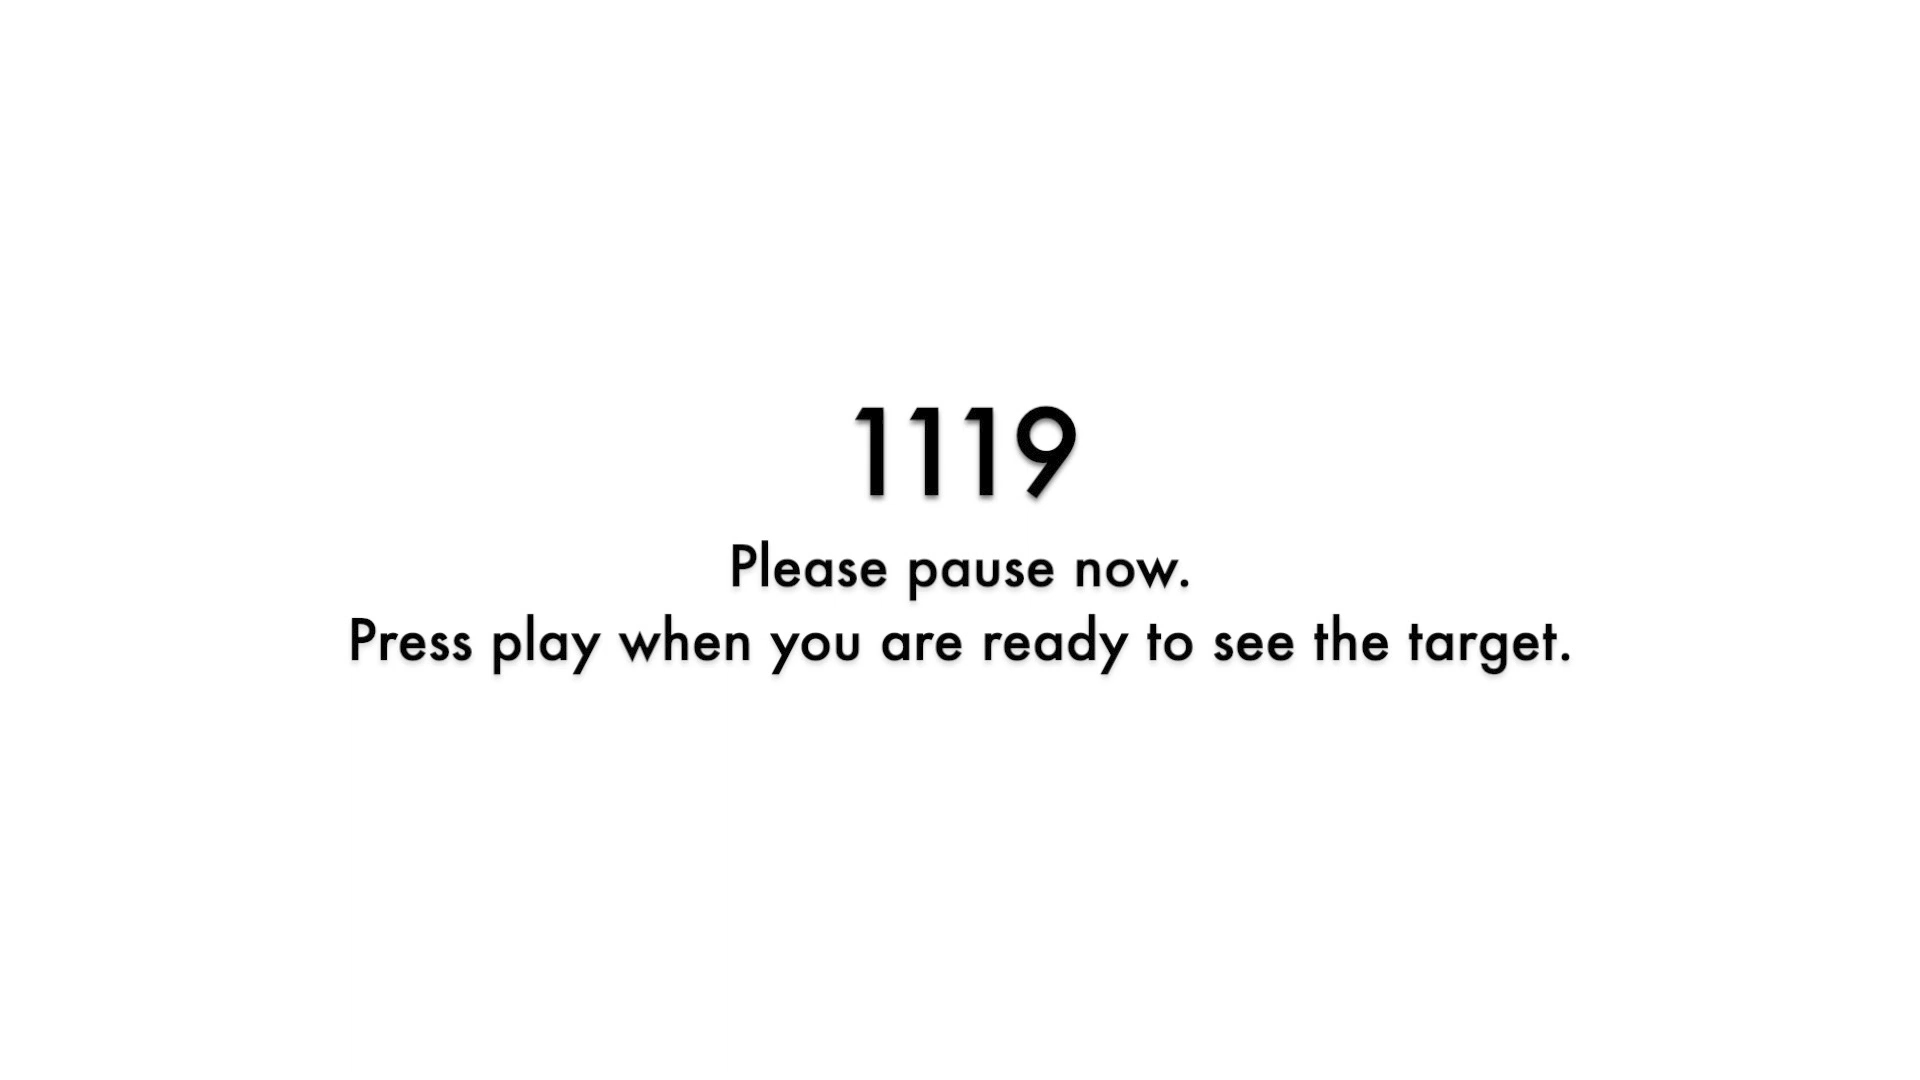 1119
Please pause now.
Press play when you are ready to see the target.